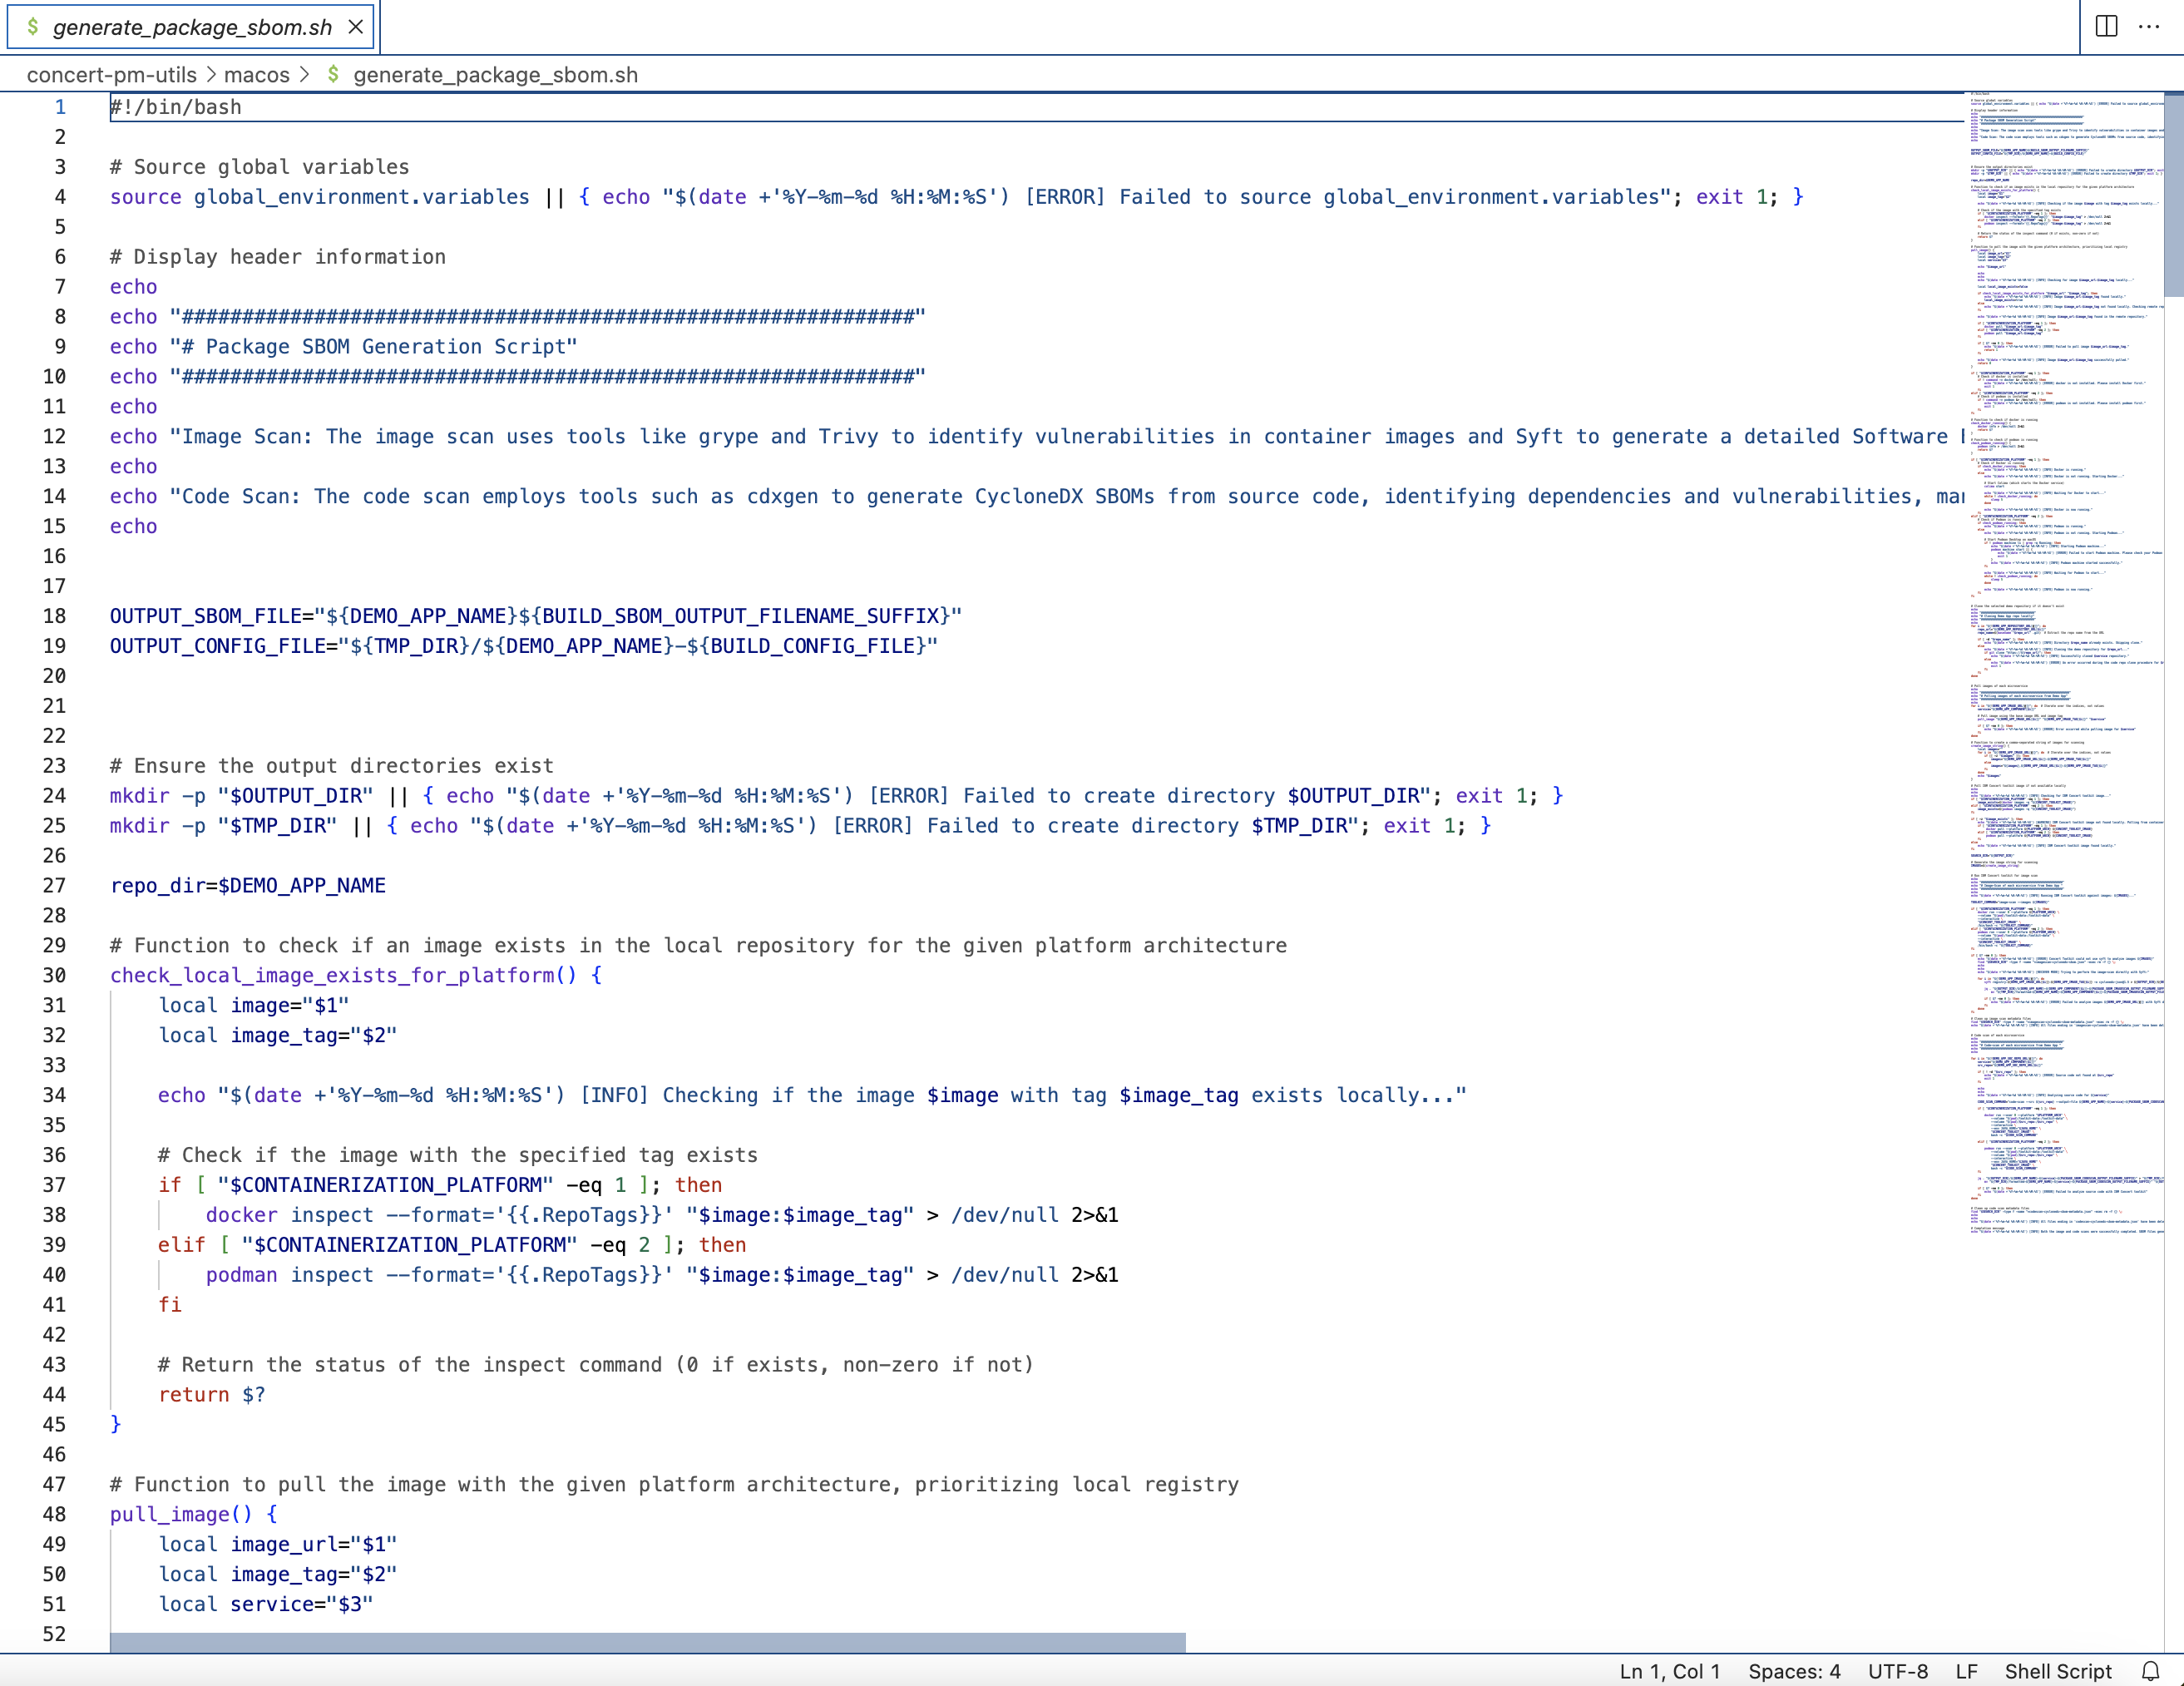 $ generate_package_sbom.sh ×
concert-pm-utils > macos > $ generate_package_sbom.sh
1 #!/bin/bash
2
3 # Source global variables
4 source global_environment.variables || { echo "$(date +'%Y-%m-%d %H:%M:%S') [ERROR] Failed to source global_environment.variables"; exit 1; }
5
6 # Display header information
7 echo
8 echo "#############################################################"
9 echo "# Package SBOM Generation Script"
10 echo "#############################################################"
11 echo
12 echo "Image Scan: The image scan uses tools like grype and Trivy to identify vulnerabilities in container images and Syft to generate a detailed Software
13 echo
14 echo "Code Scan: The code scan employs tools such as cdxgen to generate CycloneDX SBOMs from source code, identifying dependencies and vulnerabilities,
15 echo
16
17
18 OUTPUT_SBOM_FILE="${DEMO_APP_NAME}${BUILD_SBOM_OUTPUT_FILENAME_SUFFIX}"
19 OUTPUT_CONFIG_FILE="${TMP_DIR}/${DEMO_APP_NAME}-${BUILD_CONFIG_FILE}"
20
21
22
23 # Ensure the output directories exist
24 mkdir -p "$OUTPUT_DIR" || { echo "$(date +'%Y-%m-%d %H:%M:%S') [ERROR] Failed to create directory $OUTPUT_DIR"; exit 1; }
25 mkdir -p "$TMP_DIR" || { echo "$(date +'%Y-%m-%d %H:%M:%S') [ERROR] Failed to create directory $TMP_DIR"; exit 1; }
26
27 repo_dir=$DEMO_APP_NAME
28
29 # Function to check if an image exists in the local repository for the given platform architecture
30 check_local_image_exists_for_platform() {
31     local image="$1"
32     local image_tag="$2"
33
34     echo "$(date +'%Y-%m-%d %H:%M:%S') [INFO] Checking if the image $image with tag $image_tag exists locally..."
35
36     # Check if the image with the specified tag exists
37     if [ "$CONTAINERIZATION_PLATFORM" -eq 1 ]; then
38         docker inspect --format='{{.RepoTags}}' "$image:$image_tag" > /dev/null 2>&1
39     elif [ "$CONTAINERIZATION_PLATFORM" -eq 2 ]; then
40         podman inspect --format='{{.RepoTags}}' "$image:$image_tag" > /dev/null 2>&1
41     fi
42
43     # Return the status of the inspect command (0 if exists, non-zero if not)
44     return $?
45 }
46
47 # Function to pull the image with the given platform architecture, prioritizing local registry
48 pull_image() {
49     local image_url="$1"
50     local image_tag="$2"
51     local service="$3"
52
Ln 1, Col 1 Spaces: 4 UTF-8 LF Shell Script